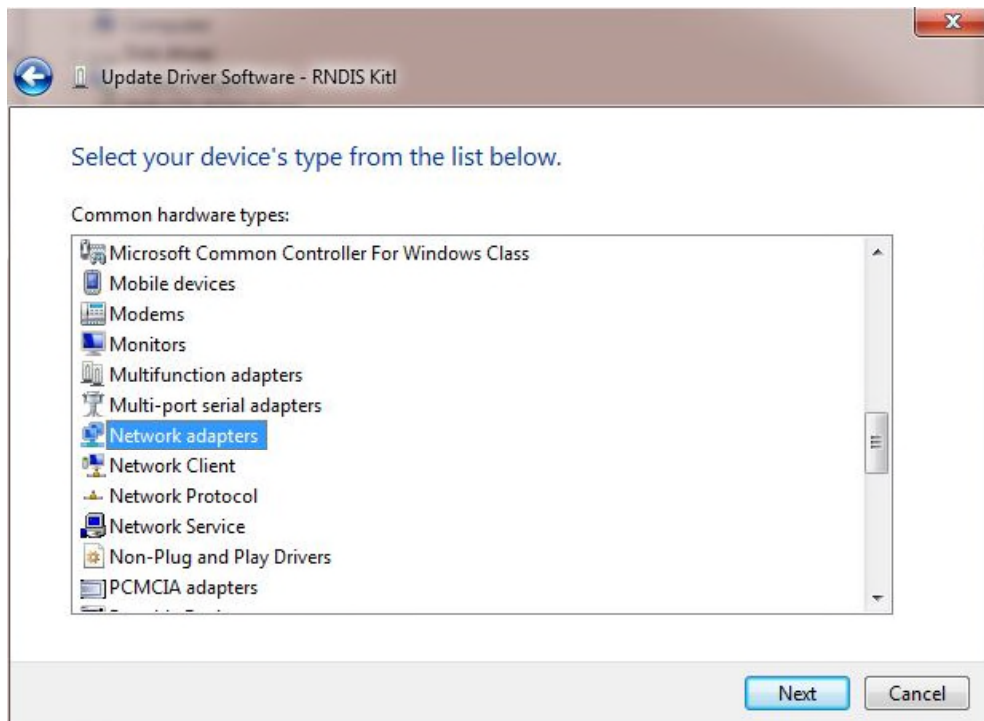 Update Driver Software - RNDIS Kitl
Select your device's type from the list below.
Common hardware types:
Microsoft Common Controller For Windows Class
Mobile devices
Modems
Monitors
Multifunction adapters
Multi-port serial adapters
Network adapters
Network Client
Network Protocol
Network Service
Non-Plug and Play Drivers
PCMCIA adapters
Next
Cancel